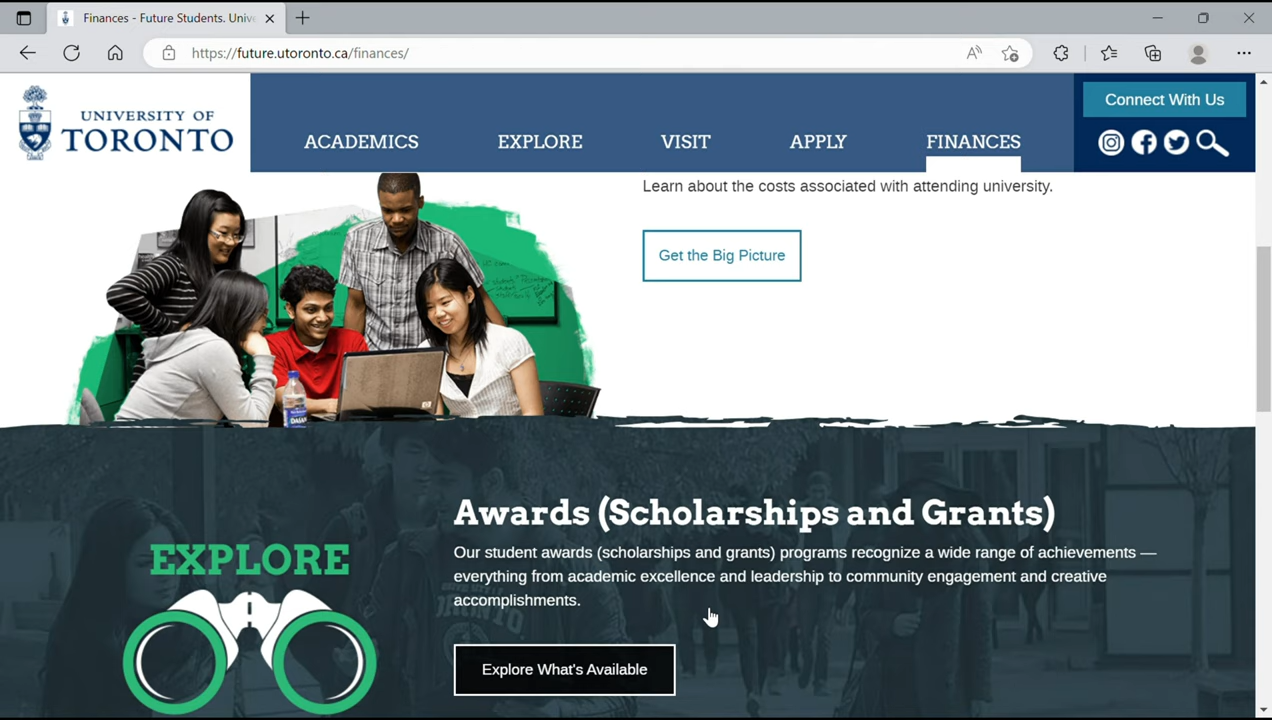 Finances - Future Students. Unive
https://future.utoronto.ca/finances/
UNIVERSITY OF
TORONTO
ACADEMICS
EXPLORE
VISIT
APPLY
FINANCES
Connect With Us
Learn about the costs associated with attending university.
Get the Big Picture
EXPLORE
Awards (Scholarships and Grants)
Our student awards (scholarships and grants) programs recognize a wide range of achievements —
everything from academic excellence and leadership to community engagement and creative
accomplishments.
Explore What's Available